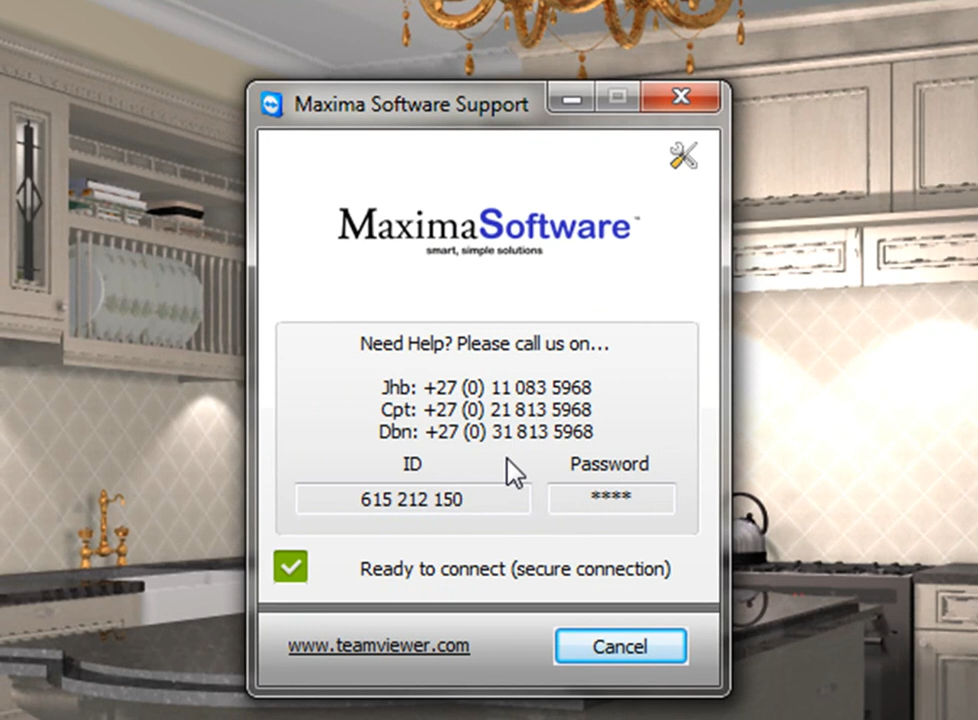 Maxima Software Support
MaximaSoftware™
smart, simple solutions
Need Help? Please call us on...
Jhb: +27 (0) 11 083 5968
Cpt: +27 (0) 21 813 5968
Dbn: +27 (0) 31 813 5968
ID Password
615 212 150 ****
Ready to connect (secure connection)
www.teamviewer.com Cancel